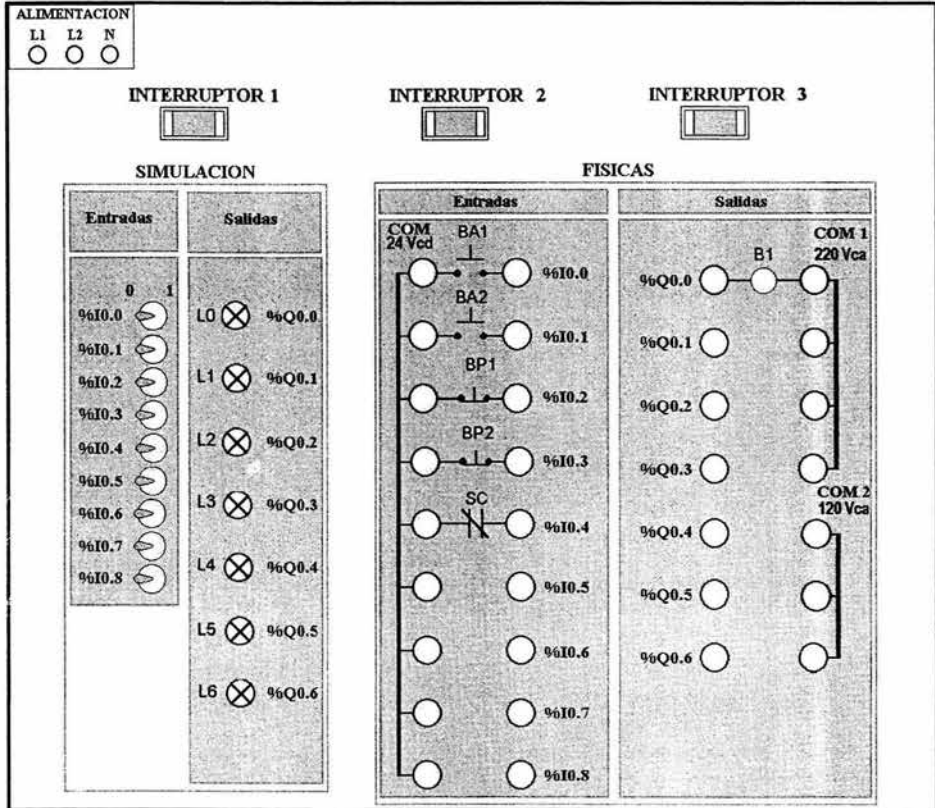 ALIMENTACION
L1 L2 N
INTERRUPTOR 1
INTERRUPTOR 2
INTERRUPTOR 3
SIMULACION
Entradas
Salidas
0 1
%I0.0
%I0.1
%I0.2
%I0.3
%I0.4
%I0.5
%I0.6
%I0.7
%I0.8
L0 %Q0.0
L1 %Q0.1
L2 %Q0.2
L3 %Q0.3
L4 %Q0.4
L5 %Q0.5
L6 %Q0.6
FISICAS
Entradas
COM
24 Vcd
BA1
%I0.0
BA2
%I0.1
BP1
%I0.2
BP2
%I0.3
SC
%I0.4
%I0.5
%I0.6
%I0.7
%I0.8
Salidas
COM 1
220 Vca
B1
%Q0.0
%Q0.1
%Q0.2
%Q0.3
COM 2
120 Vca
%Q0.4
%Q0.5
%Q0.6